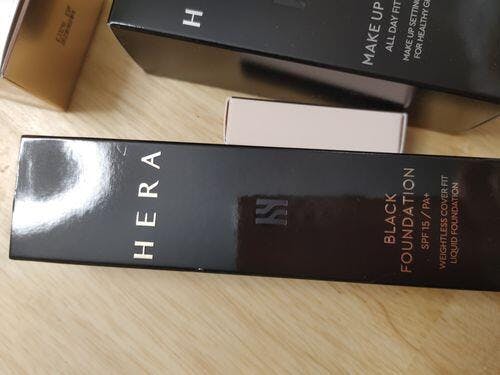 HERA
BLACK
FOUNDATION
SPF 15 / PA+
WEIGHTLESS COVER FIT
LIQUID FOUNDATION
H
MAKE UP
ALL DAY FIT
MAKE UP SETTING
FOR HEALTHY